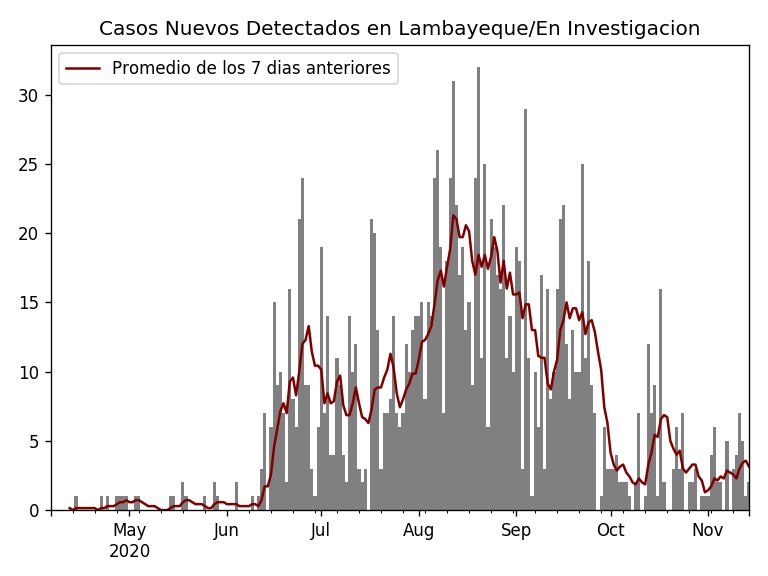 Casos Nuevos Detectados en Lambayeque/En Investigacion
Promedio de los 7 dias anteriores
30
25
20
15
10
5
0
May Jun Jul Aug Sep Oct Nov
2020